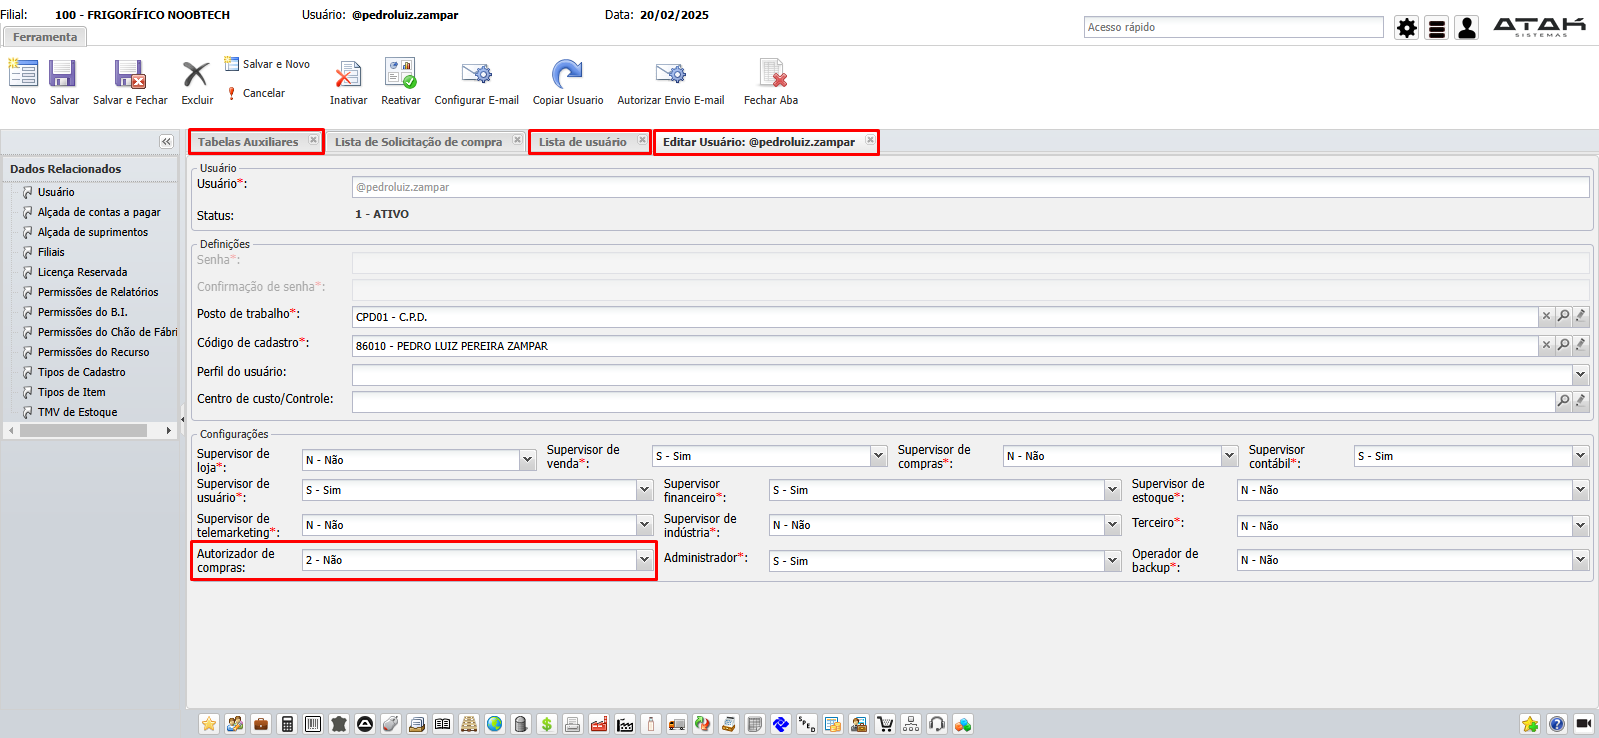 Filial: 100 - FRIGORÍFICO NOOBTECH Usuário: @pedroluiz.zampar Data: 20/02/2025
Acesso rápido
ATAK SISTEMAS
Ferramenta
Novo Salvar Salvar e Fechar Excluir
Salvar e Novo
Cancelar
Inativar Reativar Configurar E-mail Copiar Usuario Autorizar Envio E-mail Fechar Aba
Tabelas Auxiliares Lista de Solicitação de compra Lista de usuário Editar Usuário: @pedroluiz.zampar
Dados Relacionados
Usuário
Alçada de contas a pagar
Alçada de suprimentos
Filiais
Licença Reservada
Permissões de Relatórios
Permissões do B.I.
Permissões do Chão de Fábri
Permissões do Recurso
Tipos de Cadastro
Tipos de Item
TMV de Estoque
Usuário
Usuário*: @pedroluiz.zampar
Status: 1 - ATIVO
Definições
Senha*:
Confirmação de senha*:
Posto de trabalho*: CPD01 - C.P.D.
Código de cadastro*: 86010 - PEDRO LUIZ PEREIRA ZAMPAR
Perfil do usuário:
Centro de custo/Controle:
Configurações
Supervisor de loja*: N - Não Supervisor de venda*: S - Sim Supervisor de compras*: N - Não Supervisor contábil*: S - Sim
Supervisor de usuário*: S - Sim Supervisor financeiro*: S - Sim Supervisor de estoque*: N - Não
Supervisor de telemarketing*: N - Não Supervisor de indústria*: N - Não Terceiro*: N - Não
Autorizador de compras: 2 - Não Administrador*: S - Sim Operador de backup*: N - Não
SPED